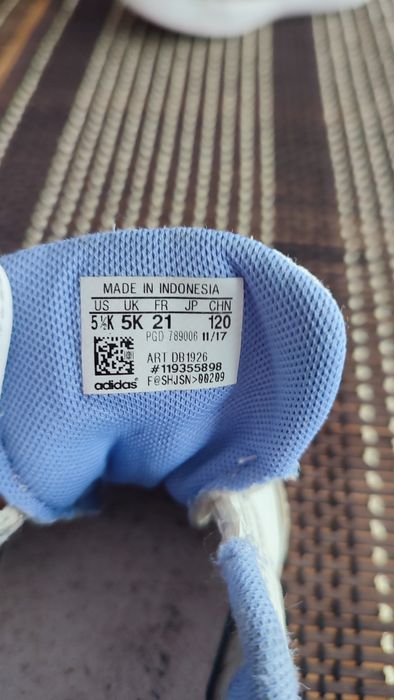 MADE IN INDONESIA
US UK FR JP CHN
5½K 5K 21 120
PGD 789006 11/17
ART DB1926
#119355898
adidas F@SHJSN>00209